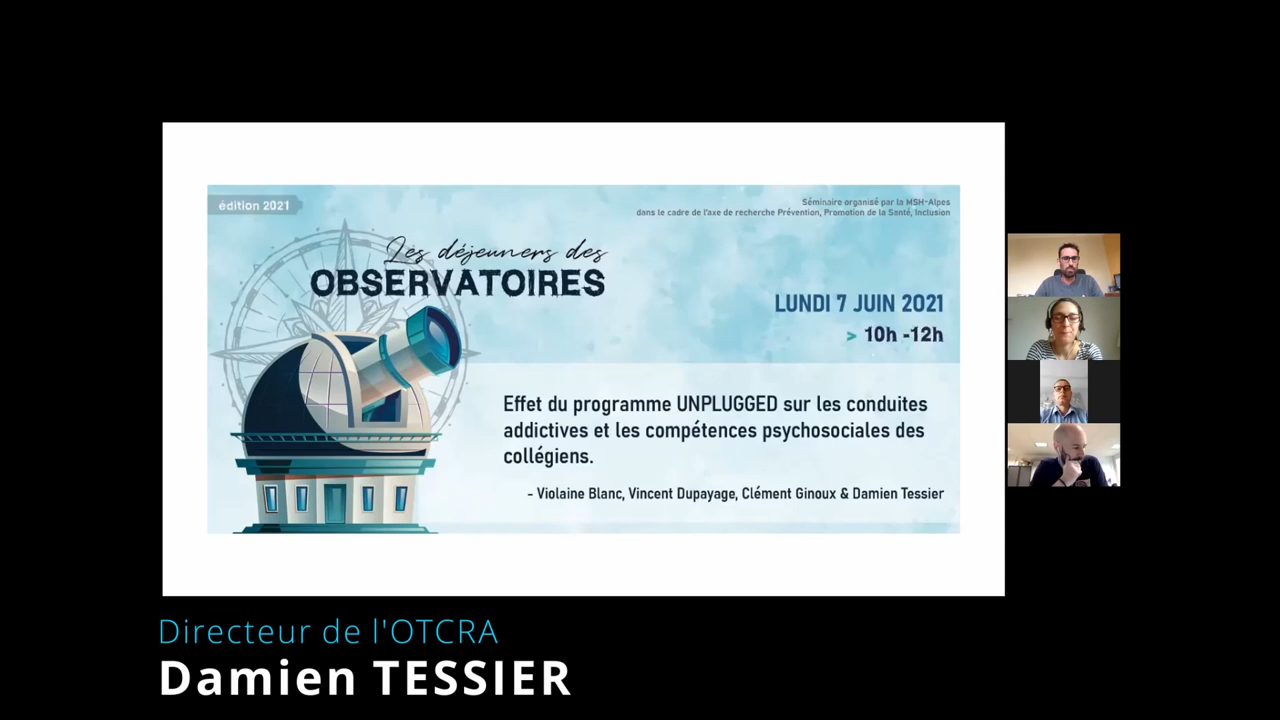 édition 2021
Séminaire organisé par la MSH-Alpes
dans le cadre de l'axe de recherche Prévention, Promotion de la Santé, Inclusion
Les déjeuners des
OBSERVATOIRES
LUNDI 7 JUIN 2021
> 10h -12h
Effet du programme UNPLUGGED sur les conduites
addictives et les compétences psychosociales des
collégiens.
- Violaine Blanc, Vincent Dupayage, Clément Ginoux & Damien Tessier
Directeur de l'OTCRA
Damien TESSIER